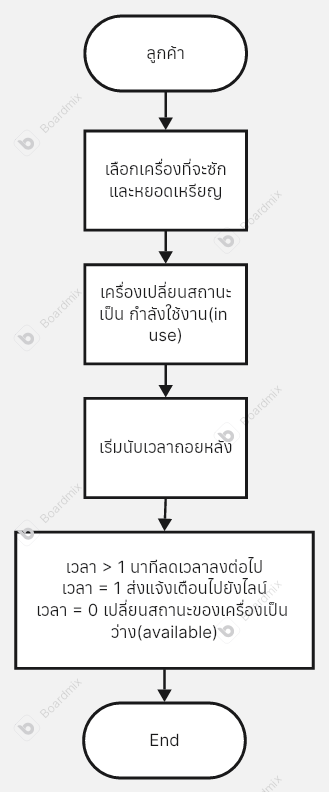 ลูกค้า
เลือกเครื่องที่จะซัก
และหยอดเหรียญ
เครื่องเปลี่ยนสถานะ
เป็น กำลังใช้งาน(in
use)
เริ่มนับเวลาถอยหลัง
เวลา > 1 นาทีลดเวลาลงต่อไป
เวลา = 1 ส่งแจ้งเตือนไปยังไลน์
เวลา = 0 เปลี่ยนสถานะของเครื่องเป็น
ว่าง(available)
End
Boardmix
Boardmix
Boardmix
Boardmix
Boardmix
Boardmix
Boardmix